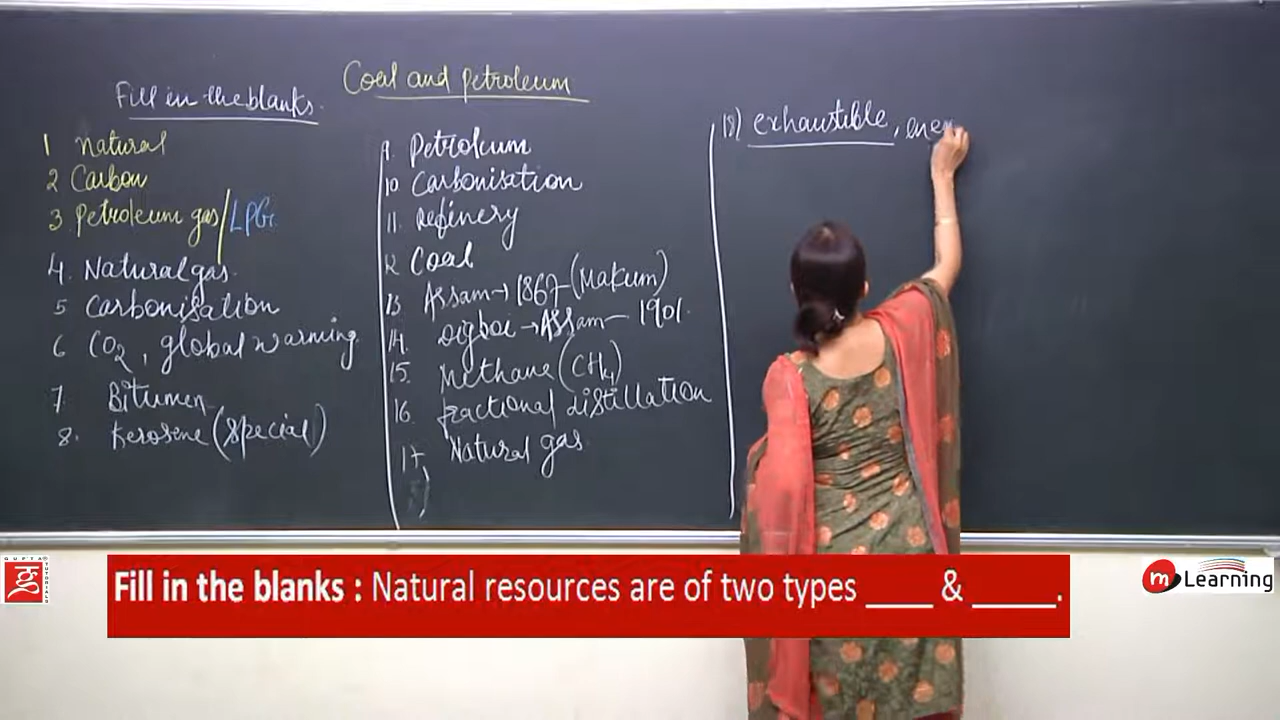 Coal and Petroleum
Fill in the blanks.
1 Natural
2 Carbon
3 Petroleum gas/LPG
4. Natural gas
5 Carbonisation
6 CO2, global warming
7 Bitumen
8. Kerosene (special)
9. Petroleum
10 Carbonisation
11. Refinery
12 Coal
13 Assam → 1867 (Makum)
14. Digboi → Assam — 1901.
15. Methane (CH4)
16 fractional distillation
17 Natural gas
18) exhaustible, inex
GUPTA
TUTORIALS
Fill in the blanks : Natural resources are of two types ____ & _____.
m Learning